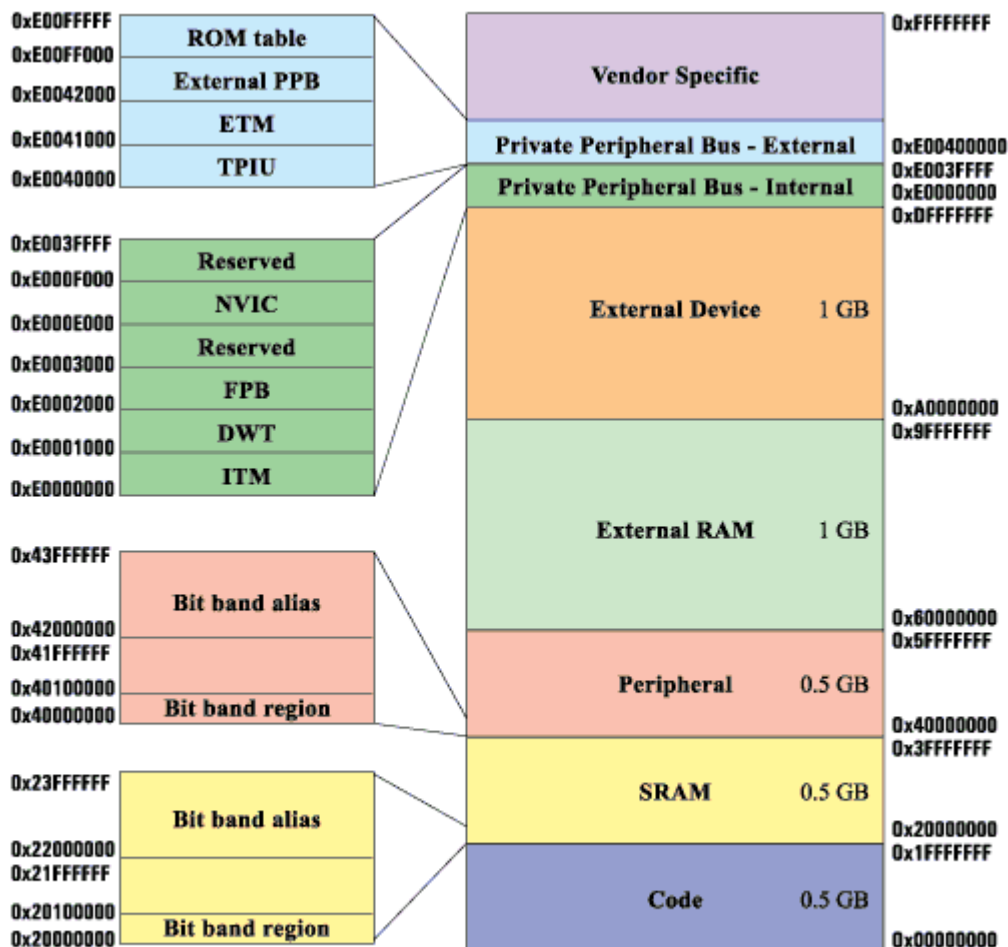 0xE00FFFFF
ROM table
0xE00FF000
External PPB
0xE0042000
ETM
0xE0041000
TPIU
0xE0040000
0xE003FFFF
Reserved
0xE000F000
NVIC
0xE000E000
Reserved
0xE0003000
FPB
0xE0002000
DWT
0xE0001000
ITM
0xE0000000
0x43FFFFFF
Bit band alias
0x42000000
0x41FFFFFF
0x40100000
Bit band region
0x40000000
0x23FFFFFF
Bit band alias
0x22000000
0x21FFFFFF
0x20100000
Bit band region
0x20000000
0xFFFFFFFF
Vendor Specific
Private Peripheral Bus - External
0xE00400000
0xE003FFFF
Private Peripheral Bus - Internal
0xE0000000
0xDFFFFFFF
External Device 1 GB
0xA0000000
0x9FFFFFFF
External RAM 1 GB
0x60000000
0x5FFFFFFF
Peripheral 0.5 GB
0x40000000
0x3FFFFFFF
SRAM 0.5 GB
0x20000000
0x1FFFFFFF
Code 0.5 GB
0x00000000